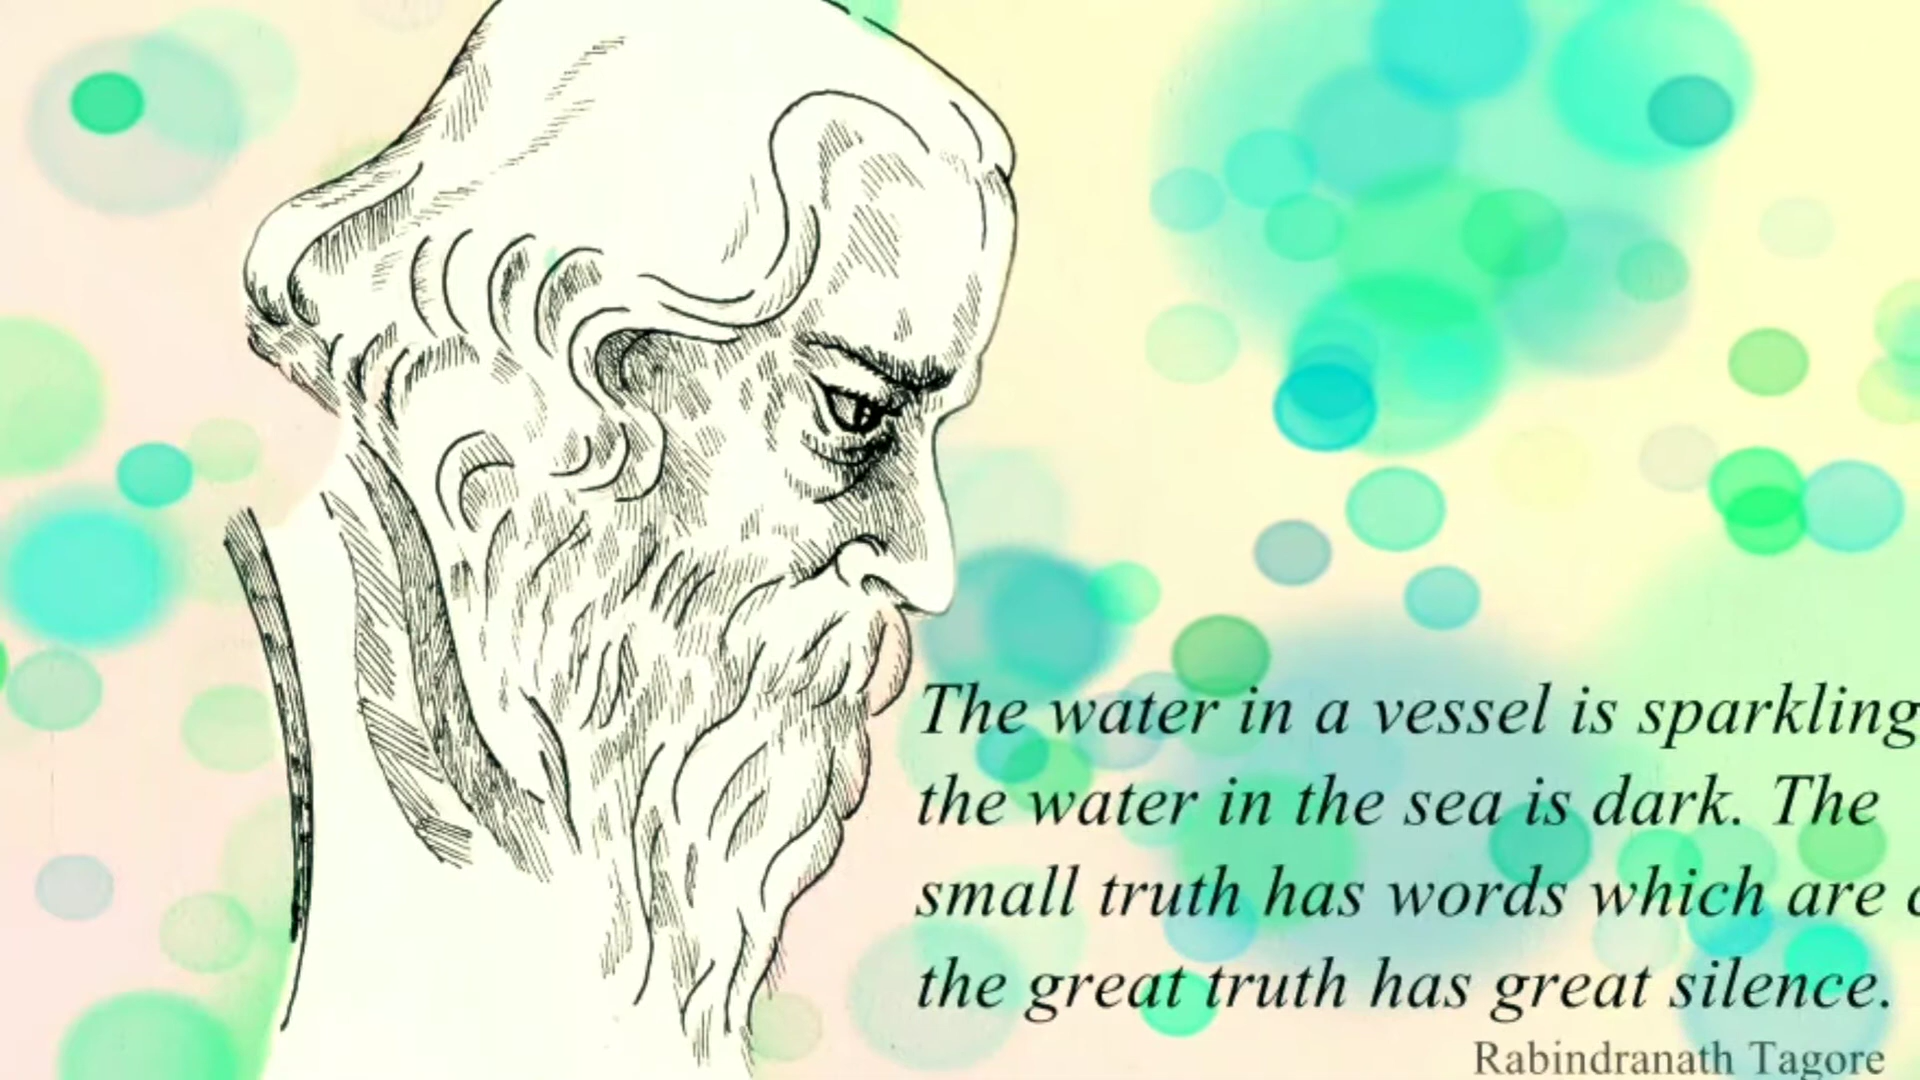 The water in a vessel is sparkling
the water in the sea is dark. The
small truth has words which are
the great truth has great silence.
Rabindranath Tagore